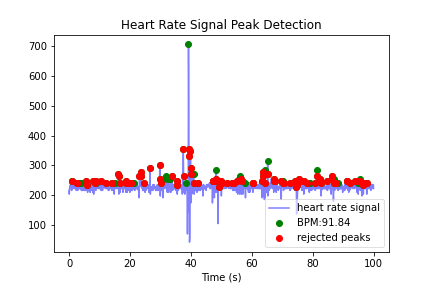 Heart Rate Signal Peak Detection
700
600
500
400
300
200
100
heart rate signal
BPM:91.84
rejected peaks
0
20
40
60
80
100
Time (s)